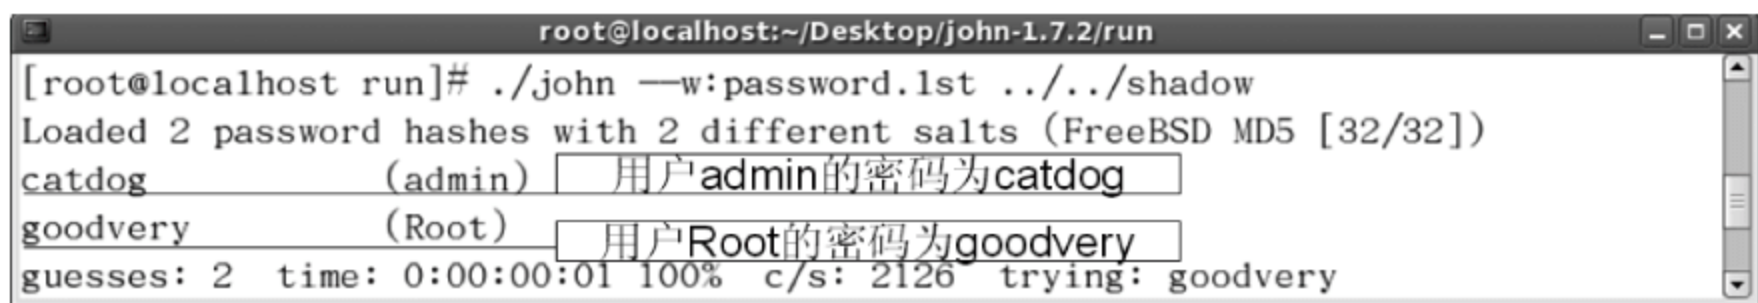 root@localhost:~/Desktop/john-1.7.2/run
[root@localhost run]# ./john --w:password.lst ../../shadow
Loaded 2 password hashes with 2 different salts (FreeBSD MD5 [32/32])
catdog (admin) 用户admin的密码为catdog
goodvery (Root) 用户Root的密码为goodvery
guesses: 2 time: 0:00:00:01 100% c/s: 2126 trying: goodvery